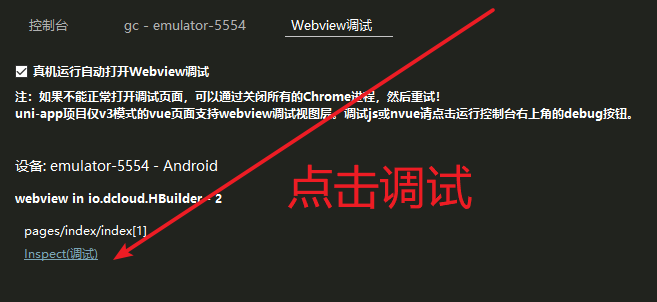 控制台 gc - emulator-5554 Webview调试
真机运行自动打开Webview调试
注：如果不能正常打开调试页面，可以通过关闭所有的Chrome进程，然后重试！
uni-app项目仅v3模式的vue页面支持webview调试视图层。调试js或nvue请点击运行控制台右上角的debug按钮。
设备: emulator-5554 - Android
webview in io.dcloud.HBuilder - 2
点击调试
pages/index/index[1]
Inspect(调试)